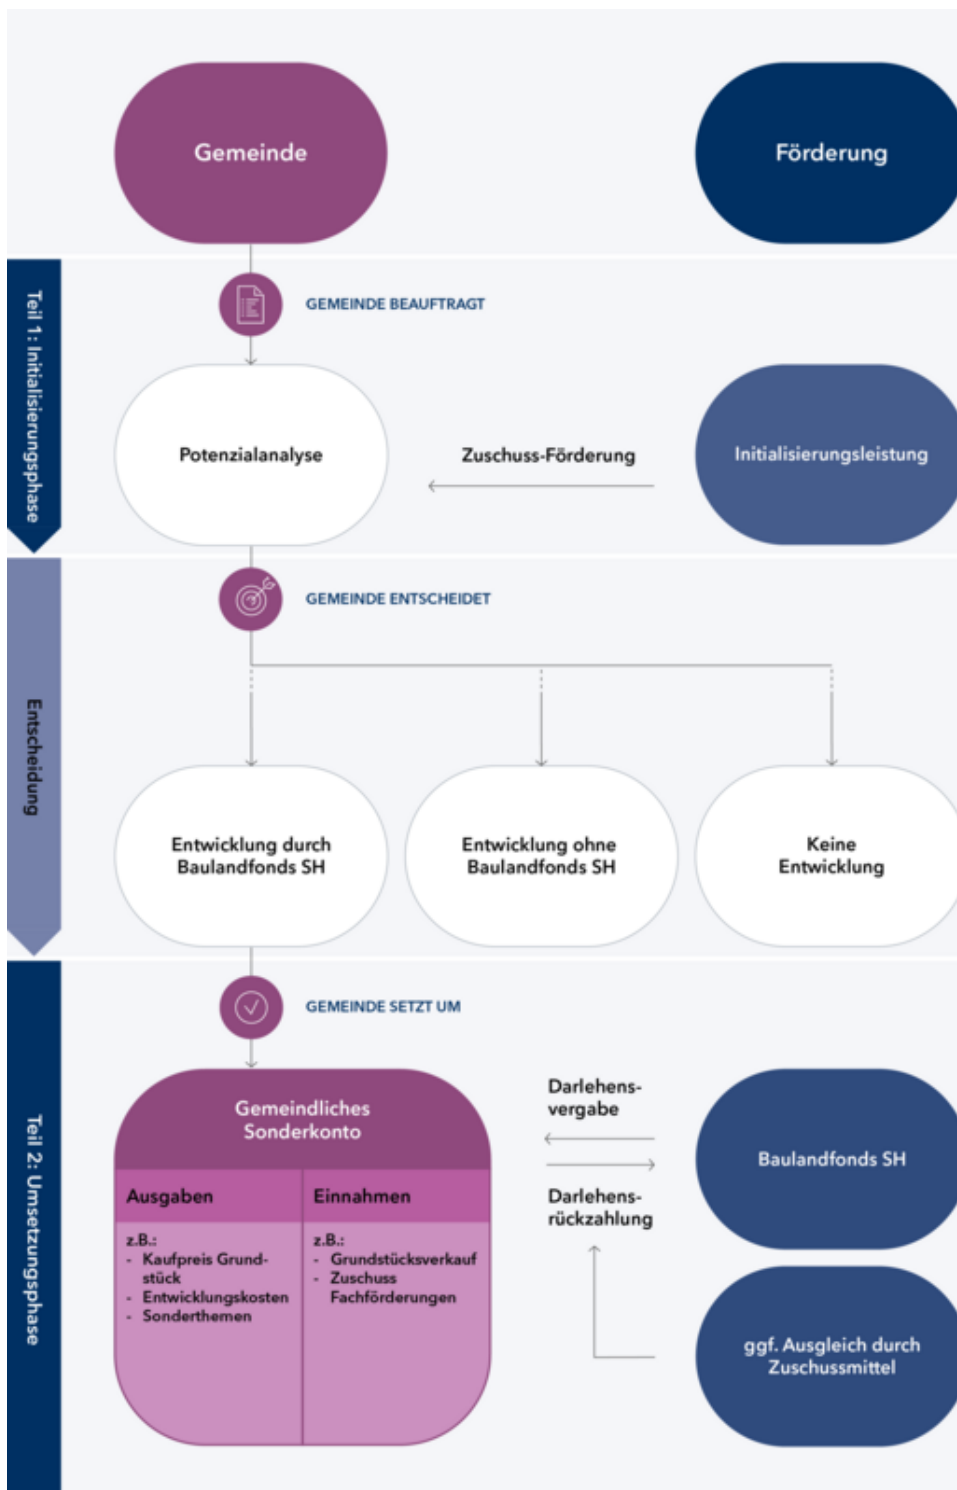 Gemeinde
Förderung
Teil 1: Initialisierungsphase
GEMEINDE BEAUFTRAGT
Potenzialanalyse
Zuschuss-Förderung
Initialisierungsleistung
Entscheidung
GEMEINDE ENTSCHEIDET
Entwicklung durch
Baulandfonds SH
Entwicklung ohne
Baulandfonds SH
Keine
Entwicklung
Teil 2: Umsetzungsphase
GEMEINDE SETZT UM
Gemeindliches
Sonderkonto
Ausgaben
z.B.:
- Kaufpreis Grund-
stück
- Entwicklungskosten
- Sonderthemen
Einnahmen
z.B.:
- Grundstücksverkauf
- Zuschuss
Fachförderungen
Darlehens-
vergabe
Darlehens-
rückzahlung
Baulandfonds SH
ggf. Ausgleich durch
Zuschussmittel